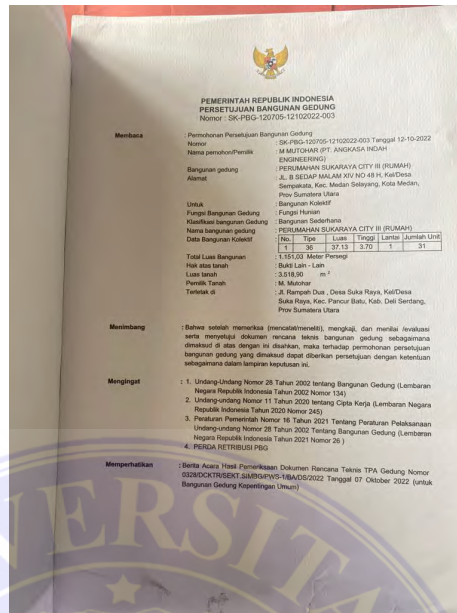 PEMERINTAH REPUBLIK INDONESIA
PERSETUJUAN BANGUNAN GEDUNG
Nomor : SK-PBG-120705-12102022-003
Membaca : Permohonan Persetujuan Bangunan Gedung
Nomor : SK-PBG-120705-12102022-003 Tanggal 12-10-2022
Nama pemohon/Pemilik : M MUTOHAR (PT. ANGKASA INDAH
ENGINEERING)
Bangunan gedung : PERUMAHAN SUKARAYA CITY III (RUMAH)
Alamat : JL. B SEDAP MALAM XIV NO 48 H, Kel/Desa
Sempakata, Kec. Medan Selayang, Kota Medan,
Prov Sumatera Utara
Untuk : Bangunan Kolektif
Fungsi Bangunan Gedung : Fungsi Hunian
Klasifikasi bangunan Gedung : Bangunan Sederhana
Nama bangunan gedung : PERUMAHAN SUKARAYA CITY III (RUMAH)
Data Bangunan Kolektif : No. Tipe Luas Tinggi Lantai Jumlah Unit
1 36 37.13 3.70 1 31
Total Luas Bangunan : 1.151,03 Meter Persegi
Hak atas tanah : Bukti Lain - Lain
Luas tanah : 3.518,90 m²
Pemilik Tanah : M. Mutohar
Terletak di : Jl. Rampah Dua , Desa Suka Raya, Kel/Desa
Suka Raya, Kec. Pancur Batu, Kab. Deli Serdang,
Prov Sumatera Utara
Menimbang : Bahwa setelah memeriksa (mencatat/meneliti), mengkaji, dan menilai /evaluasi
serta menyetujui dokumen rencana teknis bangunan gedung sebagaimana
dimaksud di atas dengan ini disahkan, maka terhadap permohonan persetujuan
bangunan gedung yang dimaksud dapat diberikan persetujuan dengan ketentuan
sebagaimana dalam lampiran keputusan ini.
Mengingat : 1. Undang-Undang Nomor 28 Tahun 2002 tentang Bangunan Gedung (Lembaran
Negara Republik Indonesia Tahun 2002 Nomor 134)
2. Undang-undang Nomor 11 Tahun 2020 tentang Cipta Kerja (Lembaran Negara
Republik Indonesia Tahun 2020 Nomor 245)
3. Peraturan Pemerintah Nomor 16 Tahun 2021 Tentang Peraturan Pelaksanaan
Undang-undang Nomor 28 Tahun 2002 Tentang Bangunan Gedung (Lembaran
Negara Republik Indonesia Tahun 2021 Nomor 26 )
4. PERDA RETRIBUSI PBG
Memperhatikan : Berita Acara Hasil Pemeriksaan Dokumen Rencana Teknis TPA Gedung Nomor
0328/DCKTR/SEKT.SIMBG/PWS-1/BA/DS/2022 Tanggal 07 Oktober 2022 (untuk
Bangunan Gedung Kepentingan Umum)